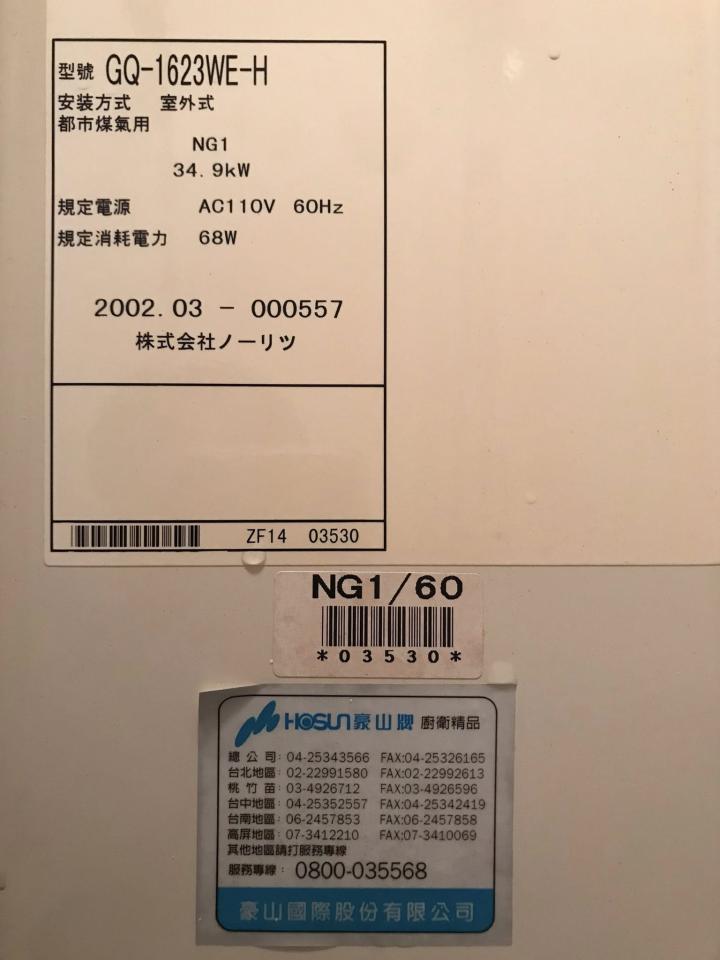 型號 GQ-1623WE-H
安装方式 室外式
都市煤氣用
NG1
34.9kW
規定電源 AC110V 60Hz
規定消耗電力 68W
2002.03 - 000557
株式会社ノーリツ
ZF14 03530
NG1/60
*03530*
HOSUN豪山牌 廚衛精品
總公司: 04-25343566 FAX:04-25326165
台北地區: 02-22991580 FAX:02-22992613
桃竹苗: 03-4926712 FAX:03-4926596
台中地區: 04-25352557 FAX:04-25342419
台南地區: 06-2457853 FAX:06-2457858
高屏地區: 07-3412210 FAX:07-3410069
其他地區請打服務專線
服務專線: 0800-035568
豪山國際股份有限公司